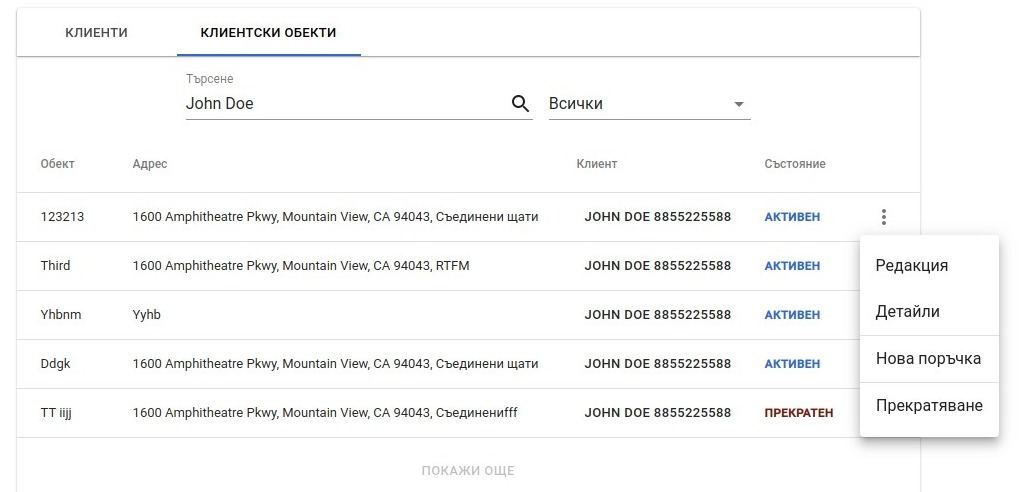 КЛИЕНТИ КЛИЕНТСКИ ОБЕКТИ
Търсене
John Doe Всички
Обект Адрес Клиент Състояние
123213 1600 Amphitheatre Pkwy, Mountain View, CA 94043, Съединени щати JOHN DOE 8855225588 АКТИВЕН
Third 1600 Amphitheatre Pkwy, Mountain View, CA 94043, RTFM JOHN DOE 8855225588 АКТИВЕН
Yhbnm Yyhb JOHN DOE 8855225588 АКТИВЕН
Ddgk 1600 Amphitheatre Pkwy, Mountain View, CA 94043, Съединени щати JOHN DOE 8855225588 АКТИВЕН
TT iijj 1600 Amphitheatre Pkwy, Mountain View, CA 94043, Съединениfff JOHN DOE 8855225588 ПРЕКРАТЕН
Редакция
Детайли
Нова поръчка
Прекратяване
ПОКАЖИ ОЩЕ